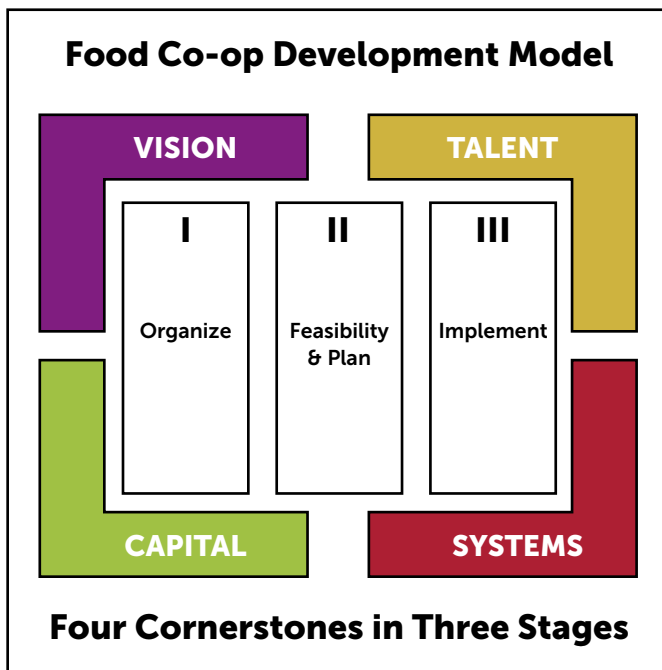 Food Co-op Development Model
VISION
TALENT
I
II
III
Organize
Feasibility
& Plan
Implement
CAPITAL
SYSTEMS
Four Cornerstones in Three Stages